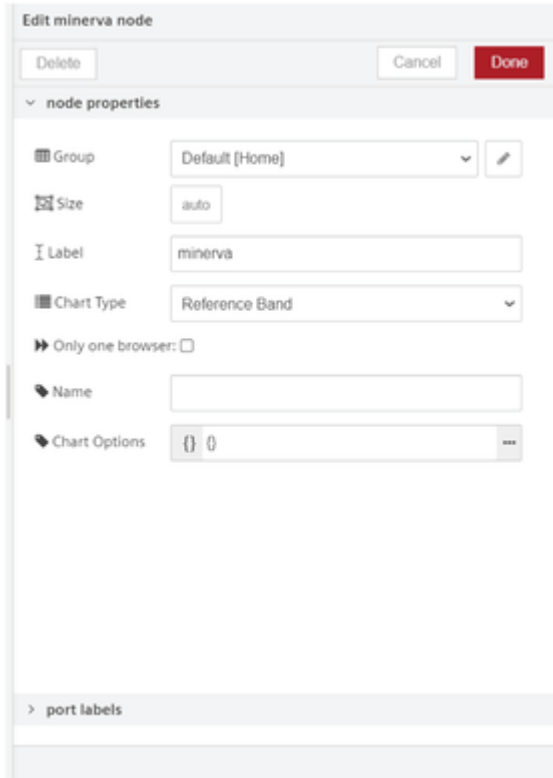 Edit minerva node
Delete Cancel Done
node properties
Group Default [Home]
Size auto
Label minerva
Chart Type Reference Band
Only one browser:
Name
Chart Options {} {} ...
port labels